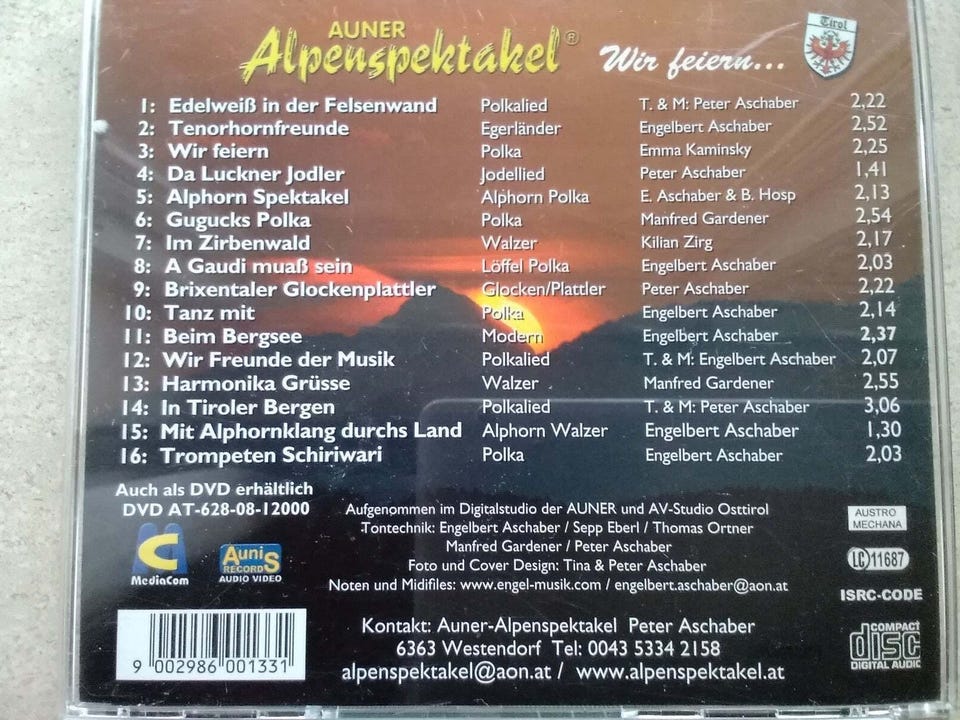 AUNER
Alpenspektakel® Wir feiern... Tirol
1: Edelweiß in der Felsenwand Polkalied T. & M: Peter Aschaber 2,22
2: Tenorhornfreunde Egerländer Engelbert Aschaber 2,52
3: Wir feiern Polka Emma Kaminsky 2,25
4: Da Luckner Jodler Jodellied Peter Aschaber 1,41
5: Alphorn Spektakel Alphorn Polka E. Aschaber & B. Hosp 2,13
6: Gugucks Polka Polka Manfred Gardener 2,54
7: Im Zirbenwald Walzer Kilian Zirg 2,17
8: A Gaudi muaß sein Löffel Polka Engelbert Aschaber 2,03
9: Brixentaler Glockenplattler Glocken/Plattler Peter Aschaber 2,22
10: Tanz mit Polka Engelbert Aschaber 2,14
11: Beim Bergsee Modern Engelbert Aschaber 2,37
12: Wir Freunde der Musik Polkalied T. & M: Engelbert Aschaber 2,07
13: Harmonika Grüsse Walzer Manfred Gardener 2,55
14: In Tiroler Bergen Polkalied T. & M: Peter Aschaber 3,06
15: Mit Alphornklang durchs Land Alphorn Walzer Engelbert Aschaber 1,30
16: Trompeten Schiriwari Polka Engelbert Aschaber 2,03
Auch als DVD erhältlich
DVD AT-628-08-12000
MediaCom
AuniS
RECORDS
AUDIO VIDEO
Aufgenommen im Digitalstudio der AUNER und AV-Studio Osttirol
Tontechnik: Engelbert Aschaber / Sepp Eberl / Thomas Ortner
Manfred Gardener / Peter Aschaber
Foto und Cover Design: Tina & Peter Aschaber
Noten und Midifiles: www.engel-musik.com / engelbert.aschaber@aon.at
AUSTRO
MECHANA
LC 11687
ISRC-CODE
9 002986 001331
Kontakt: Auner-Alpenspektakel Peter Aschaber
6363 Westendorf Tel: 0043 5334 2158
alpenspektakel@aon.at / www.alpenspektakel.at
COMPACT
disc
DIGITAL AUDIO